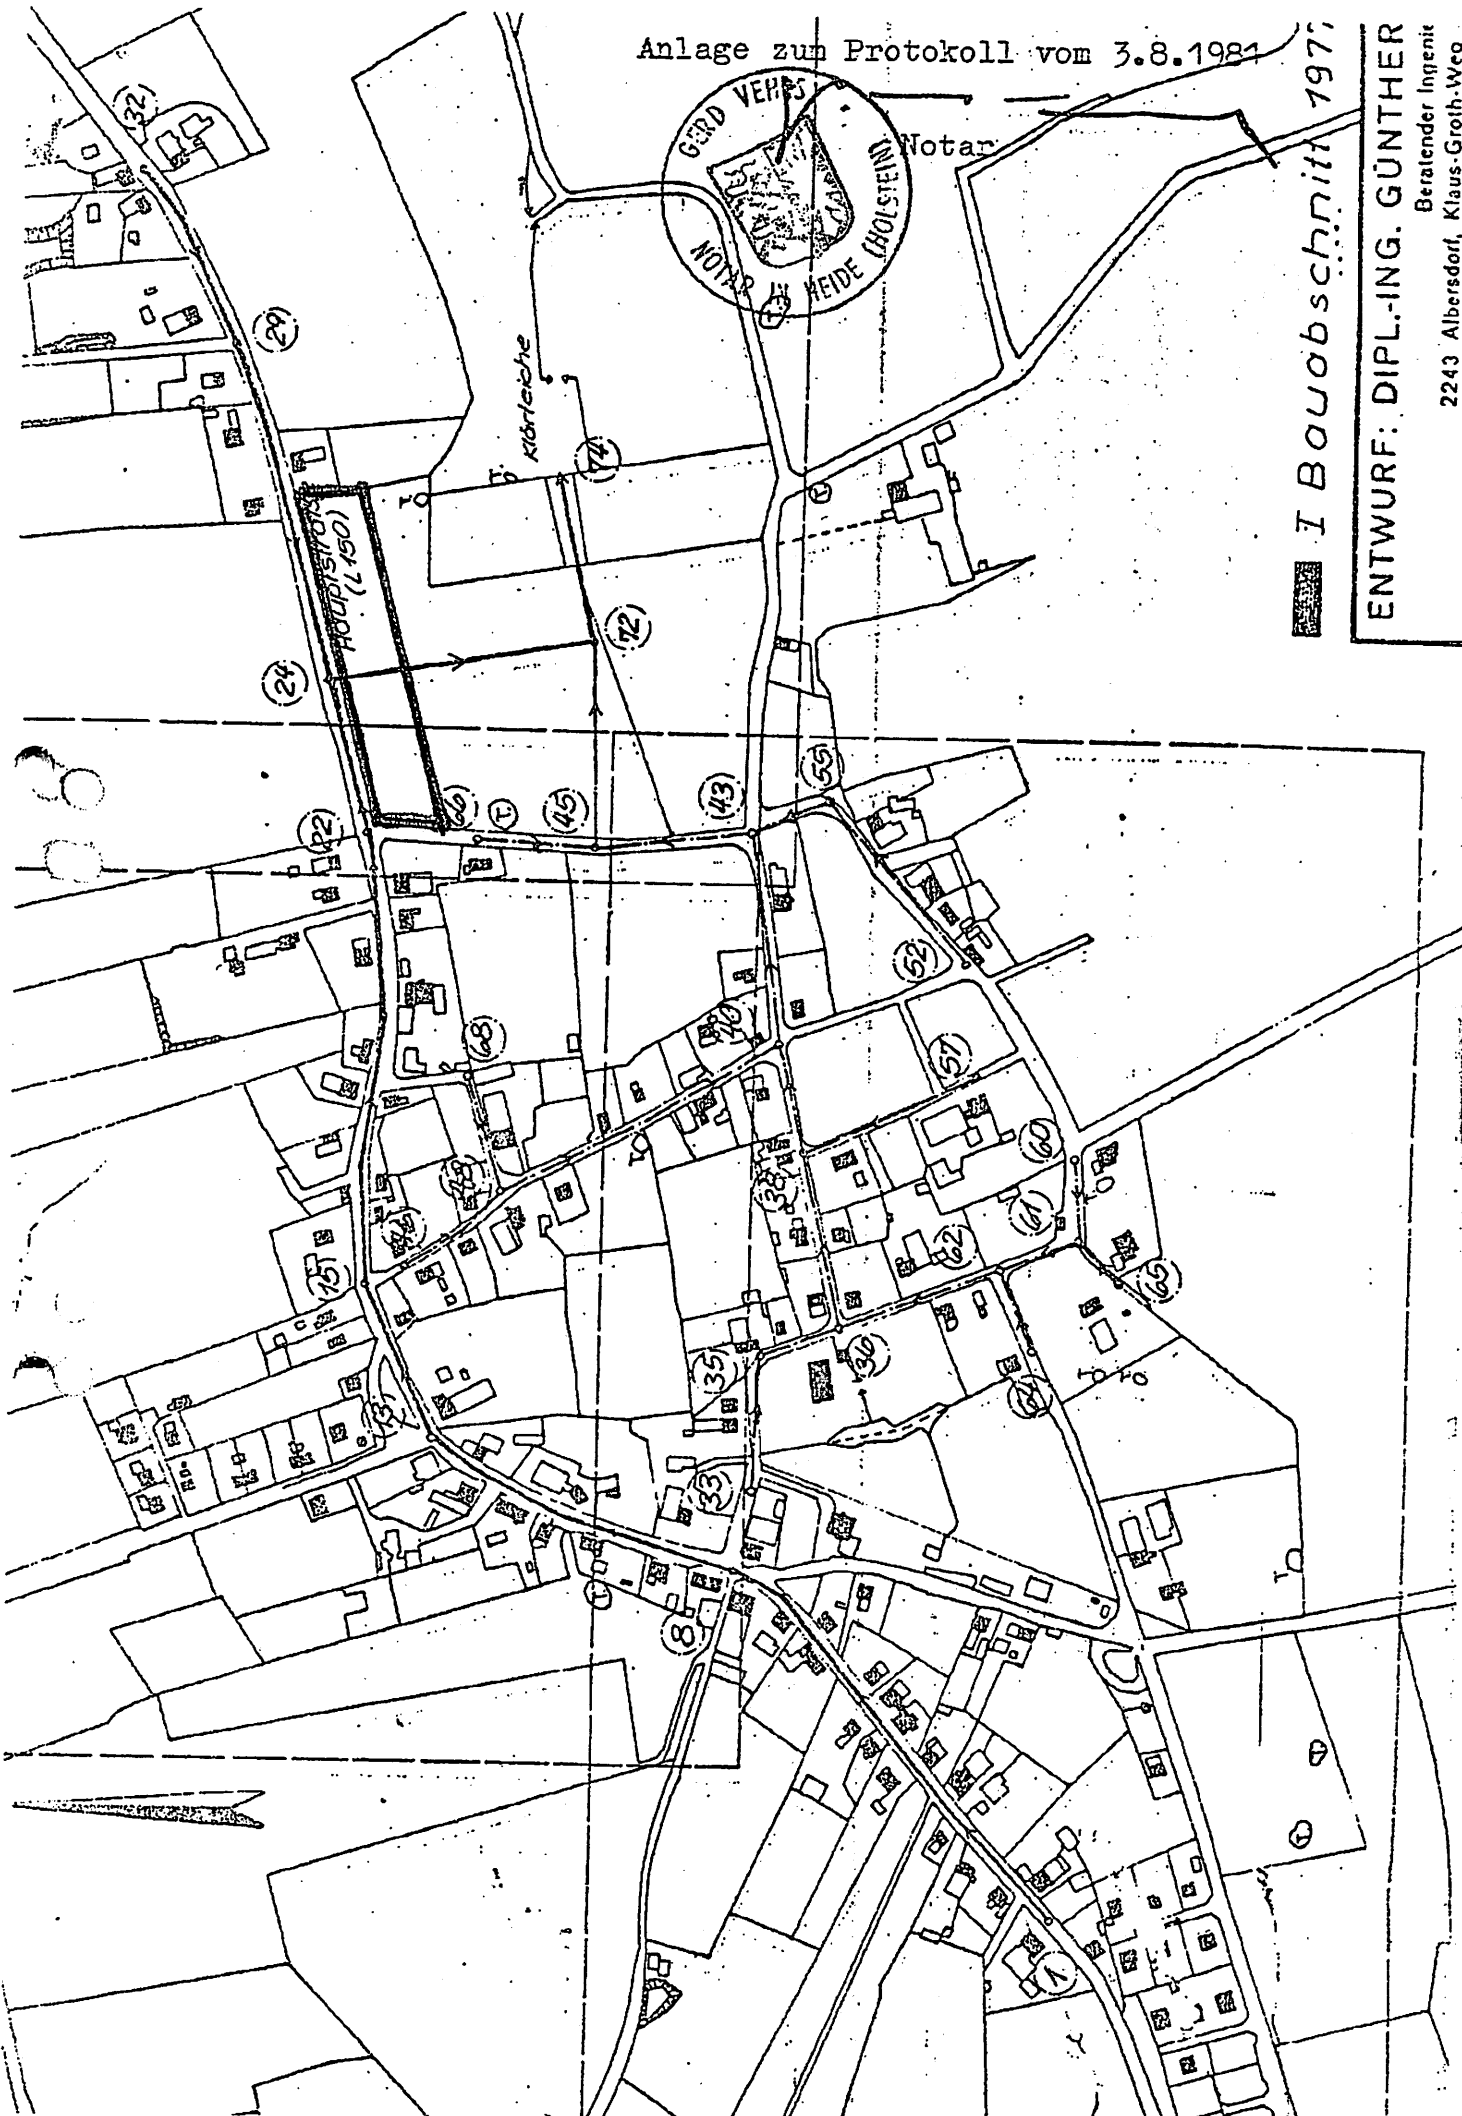 Anlage zum Protokoll vom 3.8.1981
GERD VEHRS
NOTAR IN HEIDE (HOLSTEIN)
Notar
I Bauabschnitt 1977
ENTWURF: DIPL.-ING. GÜNTHER
Beratender Ingenie
2243 Albersdorf, Klaus-Groth-Weg
Hauptstraße
(L 150)
Klärteiche
32
29
24
22
74
72
66
45
43
55
52
68
40
57
38
60
61
62
65
15
13
35
36
33
8
1
T
T
T
T
T
T
T
T
T
T
T